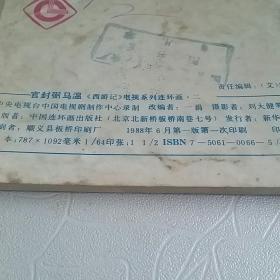 责任编辑：（文）
官封弼马温 《西游记》电视系列连环画·二
中央电视台中国电视剧制作中心录制 改编者：一鼎 摄影者：刘大健等
版者：中国连环画出版社（北京北新桥板桥南巷七号） 发行者：新华
刷者：顺义县板桥印刷厂 1988年6月第一版第一次印刷 印
本：787×1092毫米 1/64 印张：1 1/2 ISBN 7—5061—0066—5/